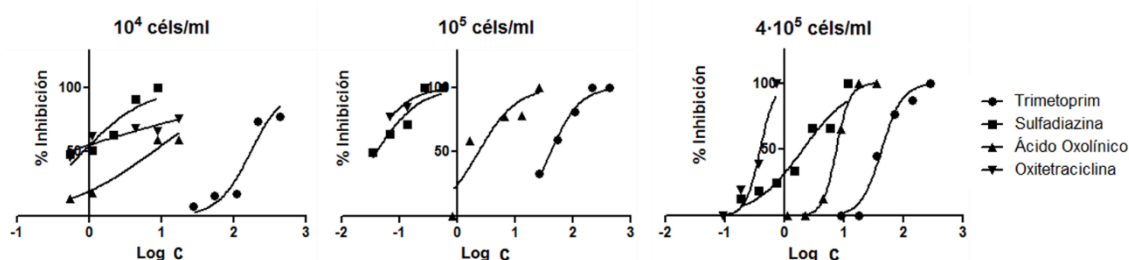 10⁴ céls/ml
% Inhibición
100
50
-1 0 1 2 3
Log C
10⁵ céls/ml
% Inhibición
100
50
-2 -1 0 1 2 3
Log C
4·10⁵ céls/ml
% Inhibición
100
50
-2 -1 0 1 2 3
Log C
Trimetoprim
Sulfadiazina
Ácido Oxolínico
Oxitetraciclina